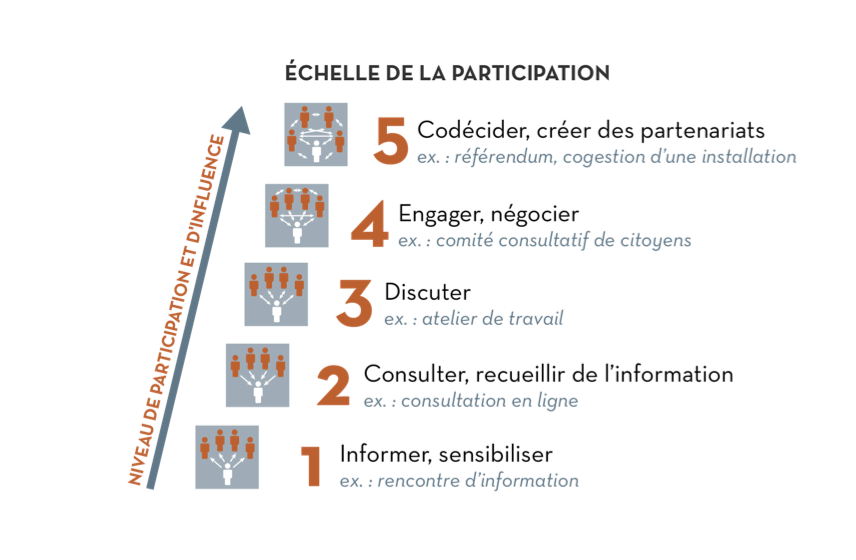 ÉCHELLE DE LA PARTICIPATION
NIVEAU DE PARTICIPATION ET D'INFLUENCE
5 Codécider, créer des partenariats
ex. : référendum, cogestion d'une installation
4 Engager, négocier
ex. : comité consultatif de citoyens
3 Discuter
ex. : atelier de travail
2 Consulter, recueillir de l'information
ex. : consultation en ligne
1 Informer, sensibiliser
ex. : rencontre d'information